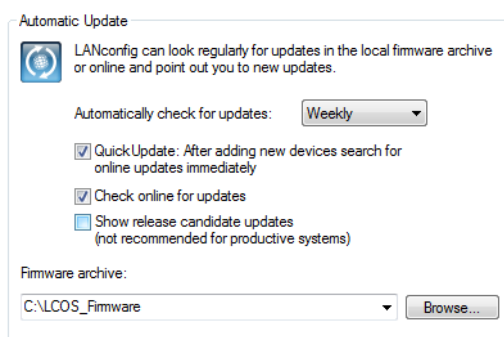 Automatic Update
LANconfig can look regularly for updates in the local firmware archive
or online and point out you to new updates.
Automatically check for updates: Weekly
QuickUpdate: After adding new devices search for
online updates immediately
Check online for updates
Show release candidate updates
(not recommended for productive systems)
Firmware archive:
C:\LCOS_Firmware Browse...